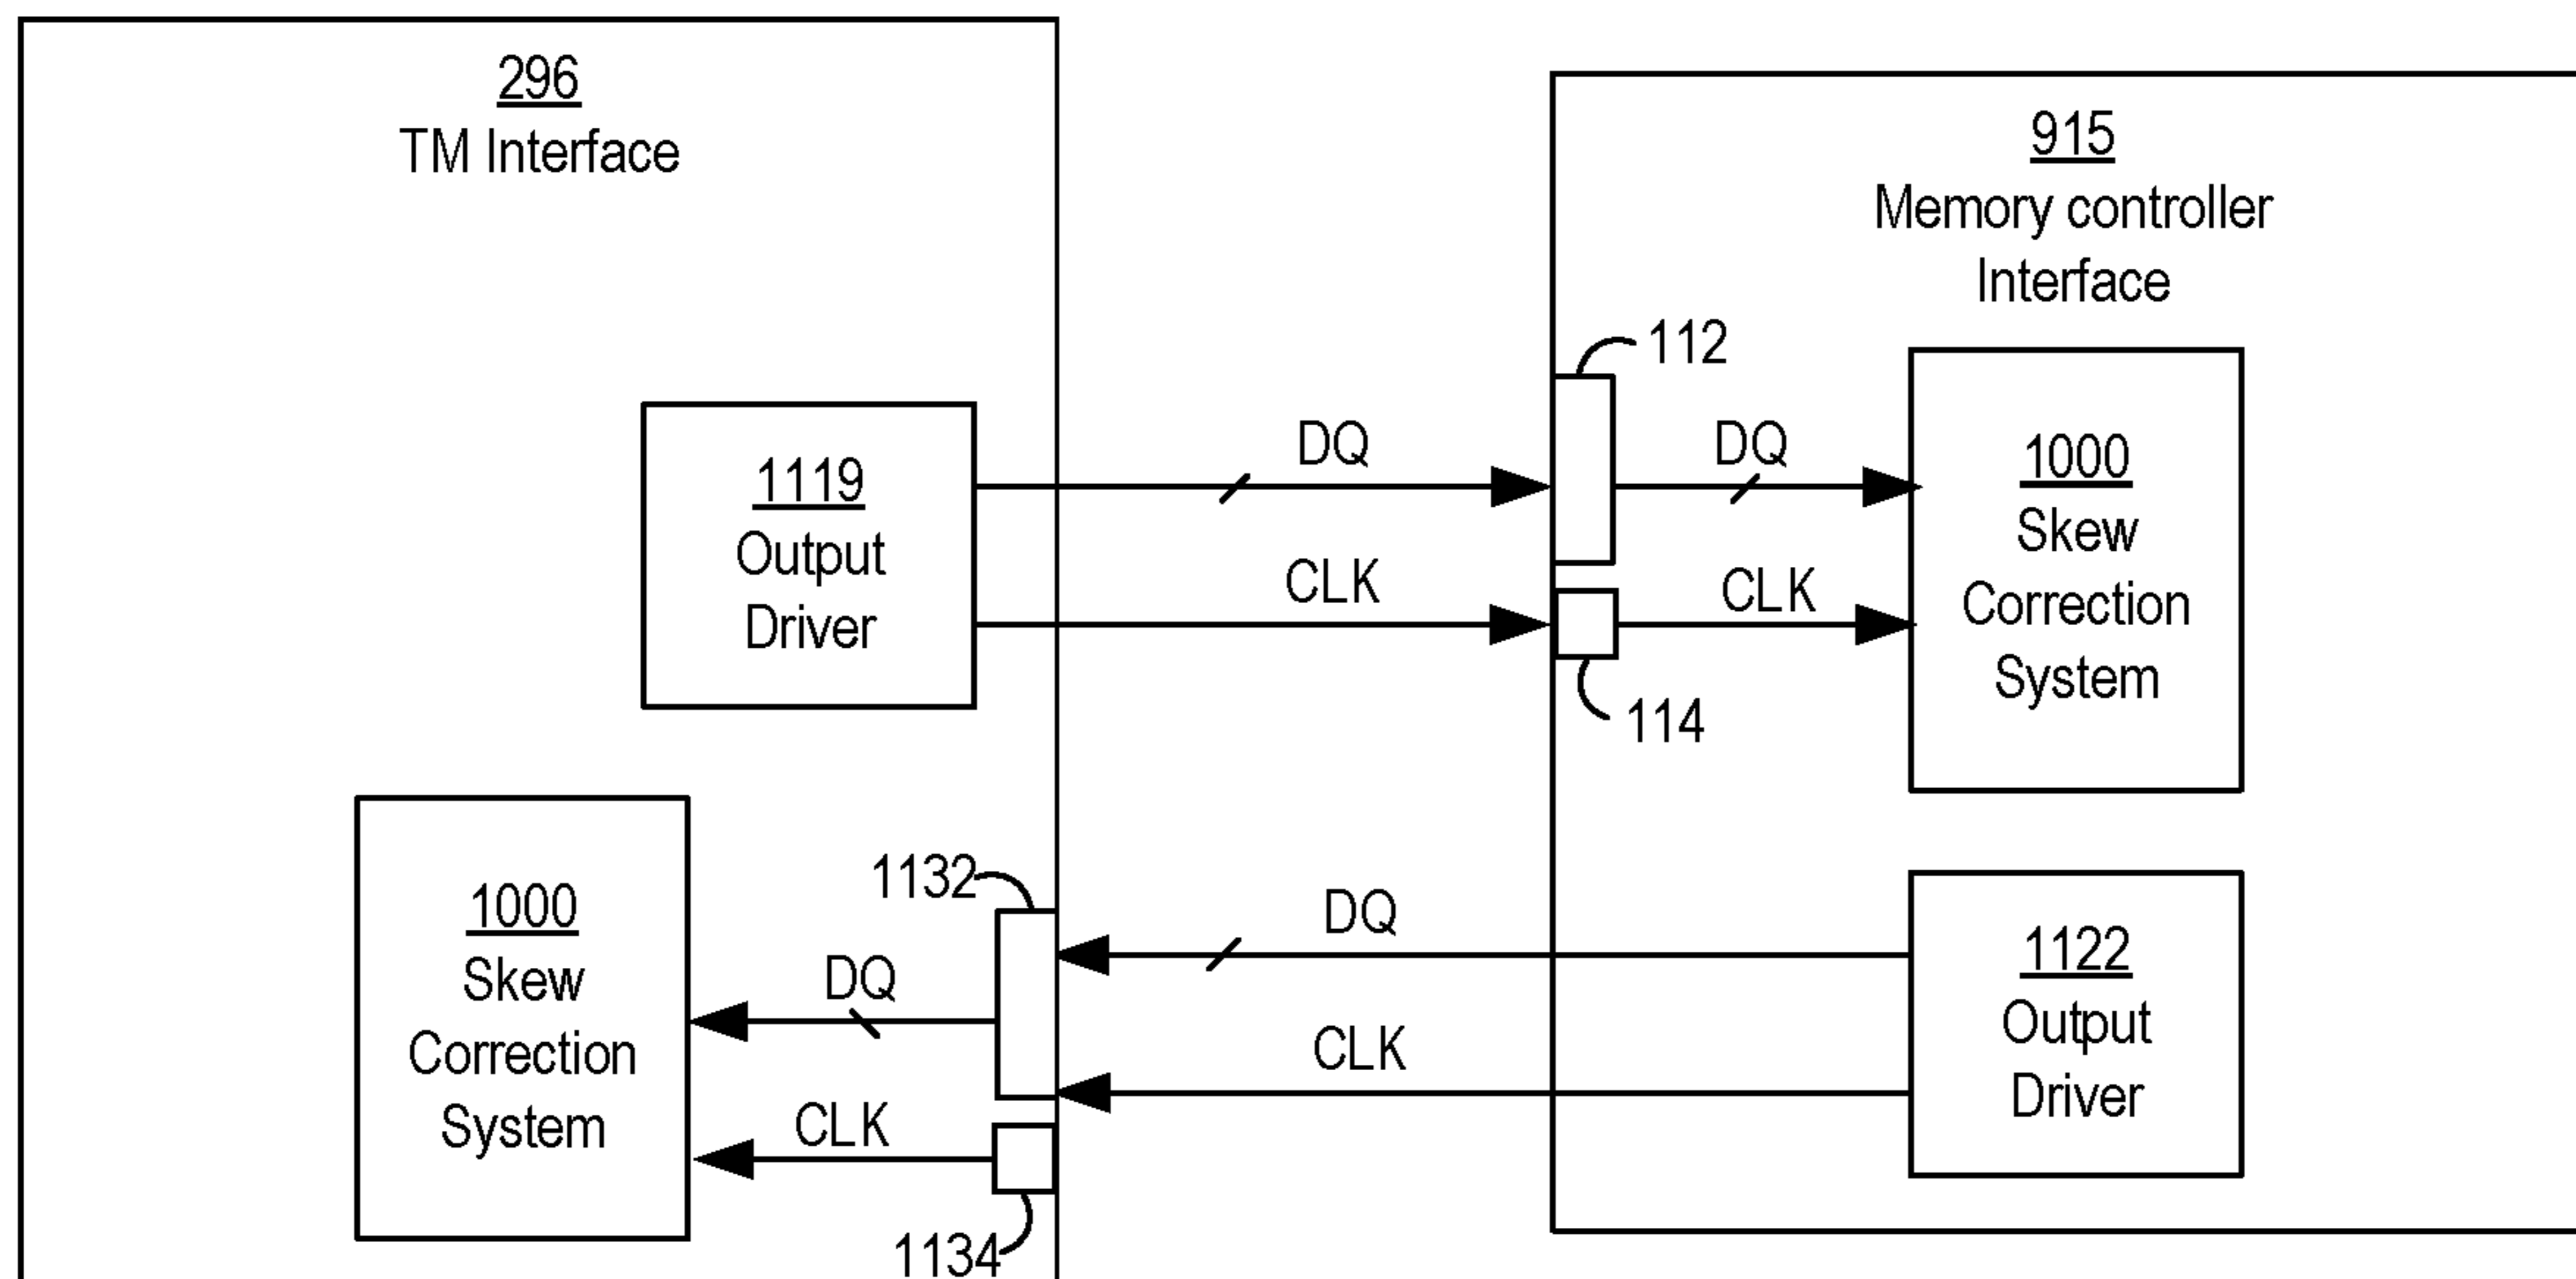 296
TM Interface
915
Memory controller
Interface
112
DQ
DQ
1119
Output
Driver
1000
Skew
Correction
System
CLK
CLK
114
1132
1000
Skew
Correction
System
DQ
DQ
1122
Output
Driver
CLK
CLK
1134